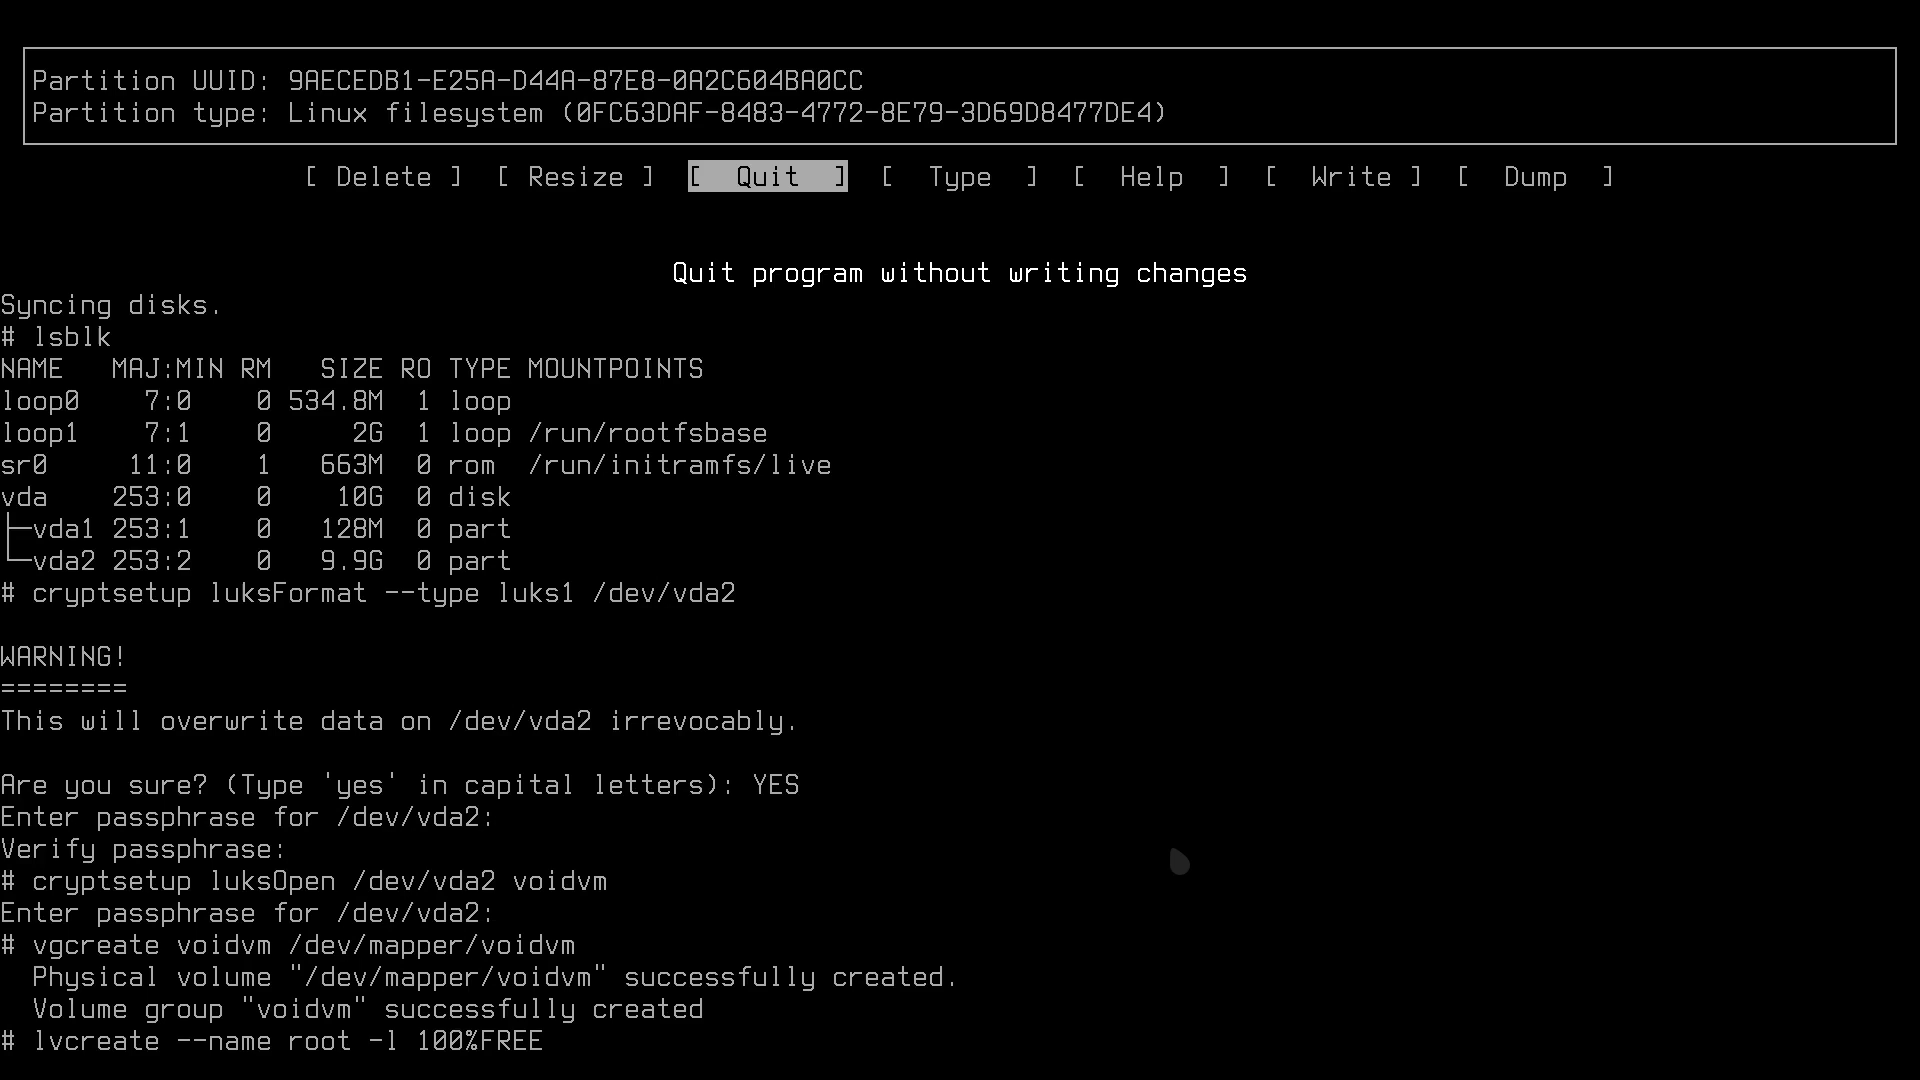 Partition UUID: 9AECEDB1-E25A-D44A-87E8-0A2C604BA0CC
Partition type: Linux filesystem (0FC63DAF-8483-4772-8E79-3D69D8477DE4)
[ Delete ]  [ Resize ]  [  Quit  ]  [  Type  ]  [  Help  ]  [  Write ]  [  Dump  ]
Quit program without writing changes
Syncing disks.
# lsblk
NAME   MAJ:MIN RM   SIZE RO TYPE MOUNTPOINTS
loop0    7:0    0 534.8M  1 loop
loop1    7:1    0     2G  1 loop /run/rootfsbase
sr0     11:0    1   663M  0 rom  /run/initramfs/live
vda    253:0    0    10G  0 disk
├─vda1 253:1    0   128M  0 part
└─vda2 253:2    0   9.9G  0 part
# cryptsetup luksFormat --type luks1 /dev/vda2
WARNING!
========
This will overwrite data on /dev/vda2 irrevocably.
Are you sure? (Type 'yes' in capital letters): YES
Enter passphrase for /dev/vda2:
Verify passphrase:
# cryptsetup luksOpen /dev/vda2 voidvm
Enter passphrase for /dev/vda2:
# vgcreate voidvm /dev/mapper/voidvm
  Physical volume "/dev/mapper/voidvm" successfully created.
  Volume group "voidvm" successfully created
# lvcreate --name root -l 100%FREE